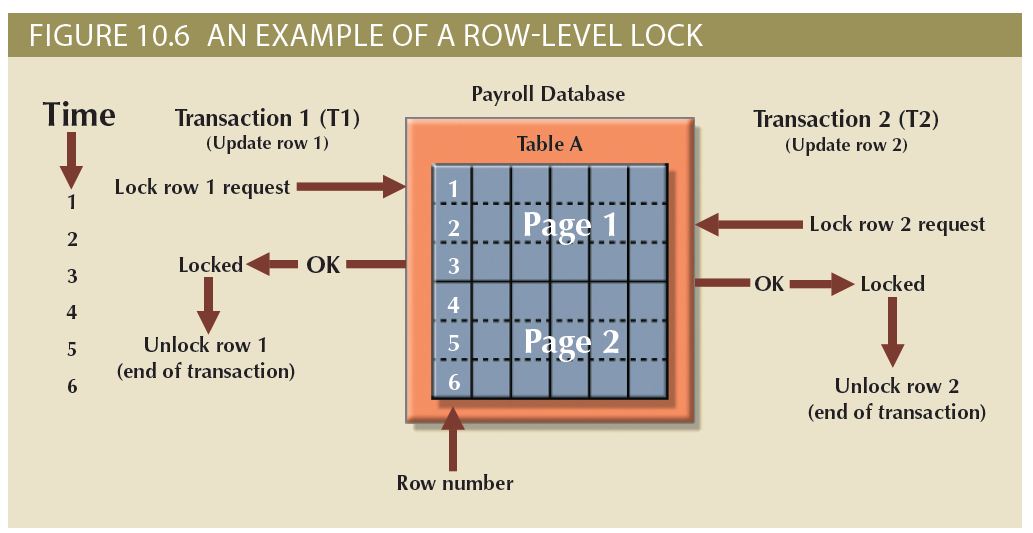 FIGURE 10.6 AN EXAMPLE OF A ROW-LEVEL LOCK
Time
1
2
3
4
5
6
Transaction 1 (T1)
(Update row 1)
Lock row 1 request
Locked
OK
Unlock row 1
(end of transaction)
Payroll Database
Table A
1
2
3
4
5
6
Page 1
Page 2
Row number
Transaction 2 (T2)
(Update row 2)
Lock row 2 request
OK
Locked
Unlock row 2
(end of transaction)